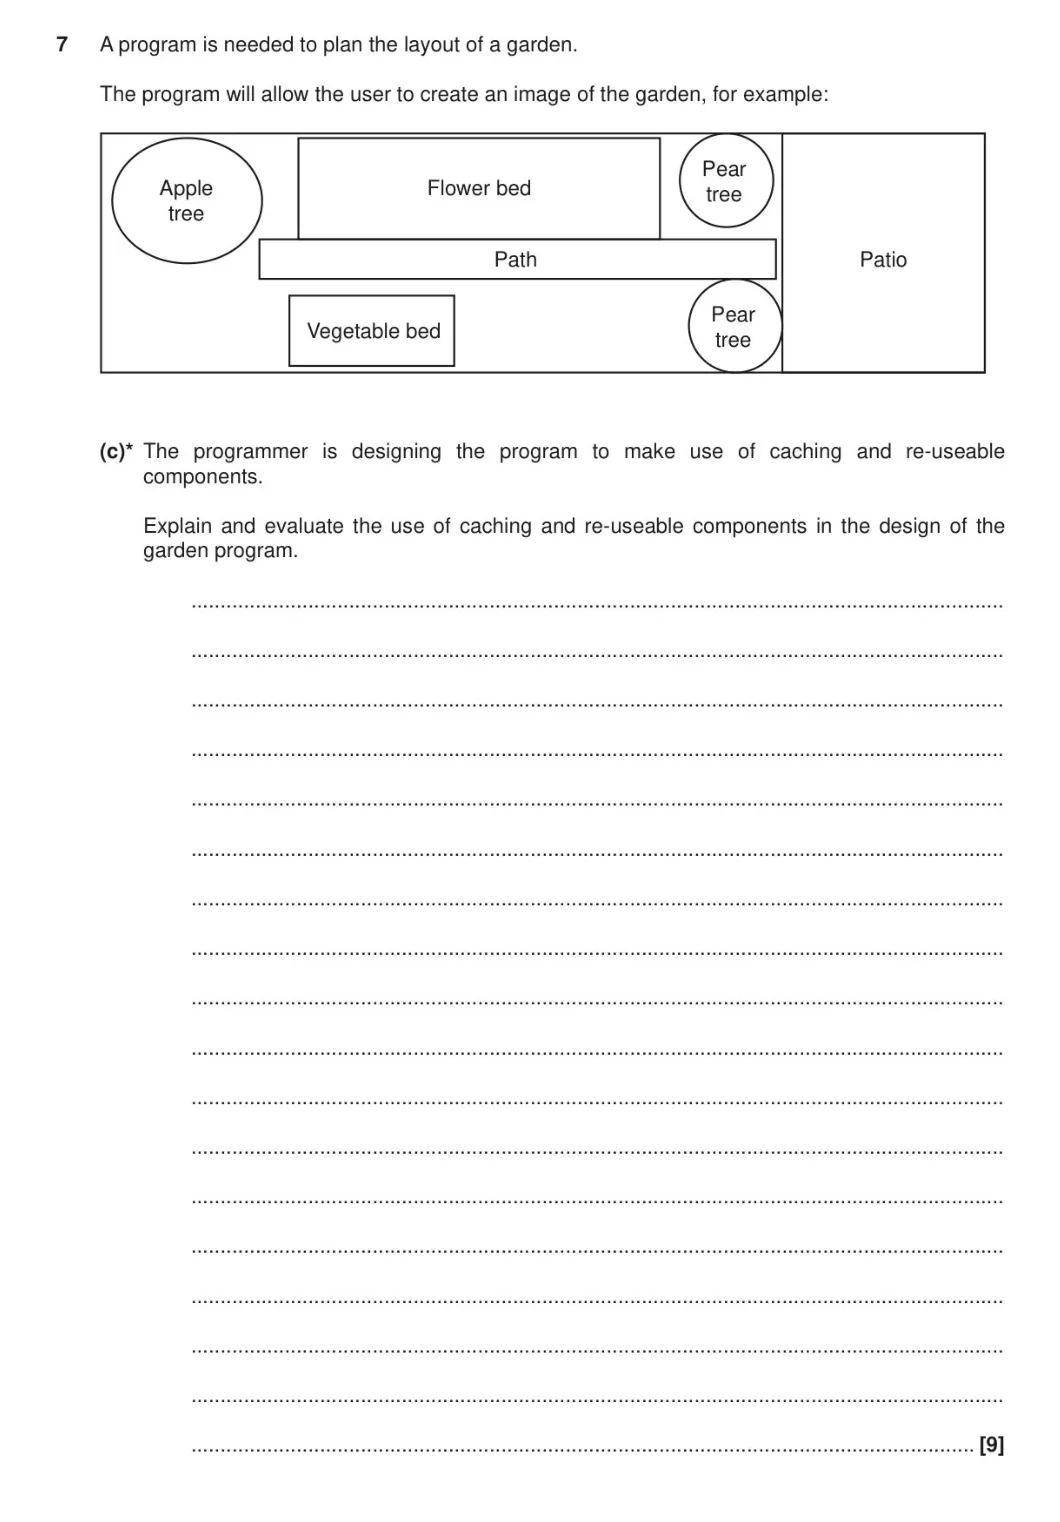 7 A program is needed to plan the layout of a garden.
The program will allow the user to create an image of the garden, for example:
Apple
tree
Flower bed
Pear
tree
Path
Patio
Vegetable bed
Pear
tree
(c)* The programmer is designing the program to make use of caching and re-useable
components.
Explain and evaluate the use of caching and re-useable components in the design of the
garden program.
[9]